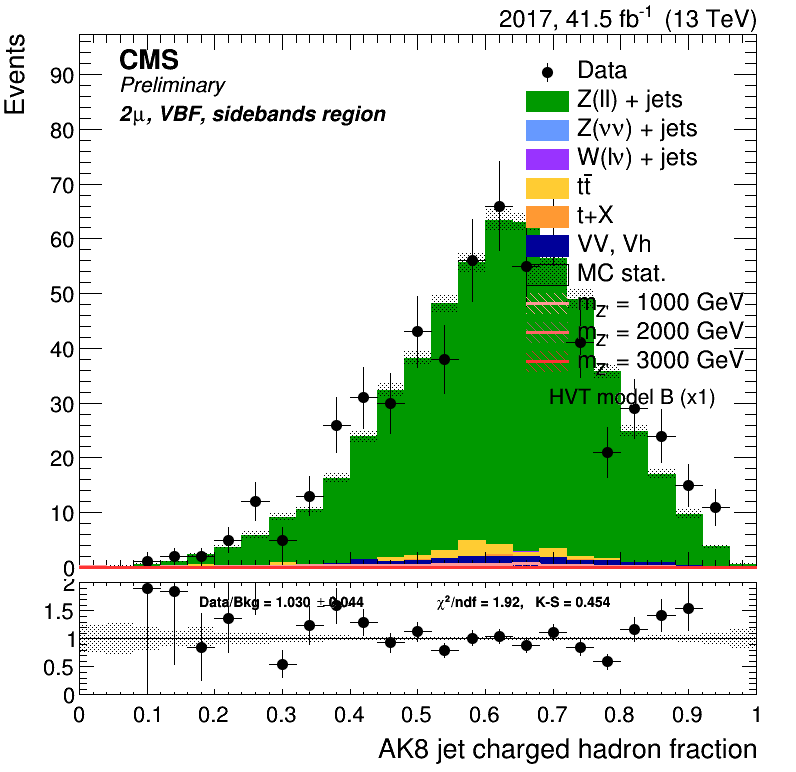 2017, 41.5 fb⁻¹ (13 TeV)
Events
CMS
Preliminary
2μ, VBF, sidebands region
Data
Z(ll) + jets
Z(νν) + jets
W(lν) + jets
tt̄
t+X
VV, Vh
MC stat.
m_Z' = 1000 GeV
m_Z' = 2000 GeV
m_Z' = 3000 GeV
HVT model B (x1)
90
80
70
60
50
40
30
20
10
0
Data/Bkg = 1.030 ± 0.044 χ²/ndf = 1.92, K-S = 0.454
2
1.5
1
0.5
0
0 0.1 0.2 0.3 0.4 0.5 0.6 0.7 0.8 0.9 1
AK8 jet charged hadron fraction